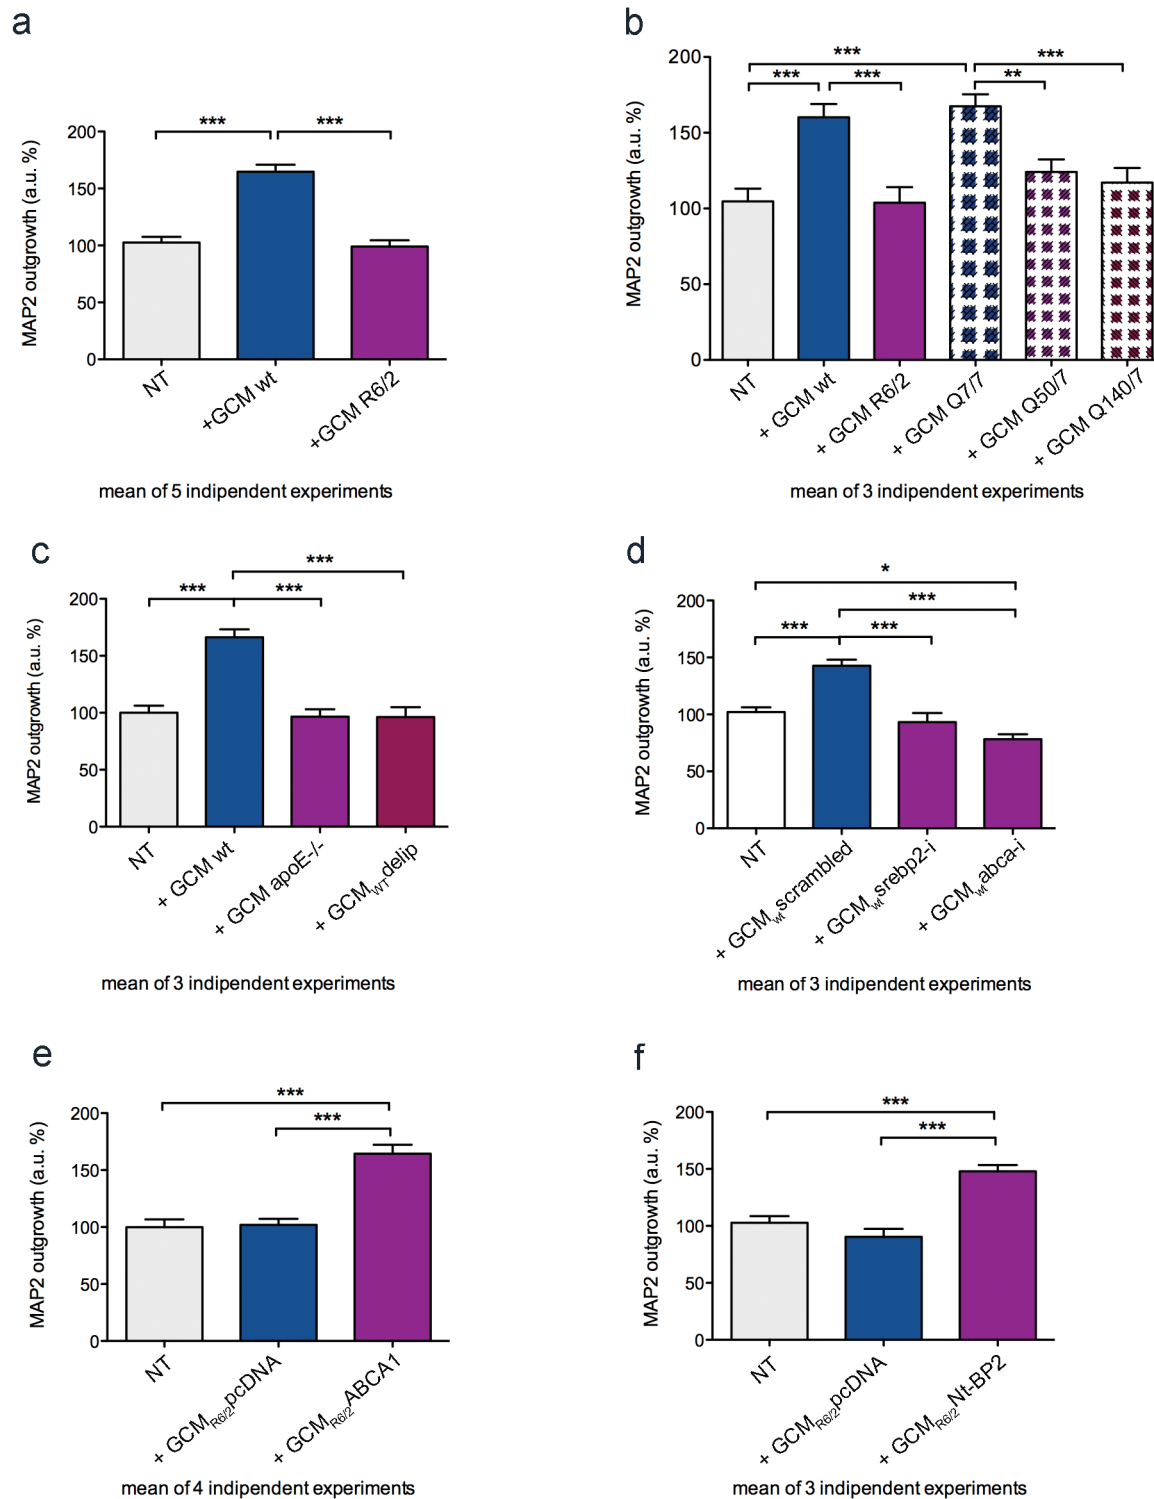 a
***
***
200
150
100
50
0
MAP2 outgrowth (a.u. %)
NT
+GCM wt
+GCM R6/2
mean of 5 indipendent experiments
b
***
***
***
***
**
200
150
100
50
0
MAP2 outgrowth (a.u. %)
NT
+ GCM wt
+ GCM R6/2
+ GCM Q7/7
+ GCM Q50/7
+ GCM Q140/7
mean of 3 indipendent experiments
c
***
***
***
200
150
100
50
0
MAP2 outgrowth (a.u. %)
NT
+ GCM wt
+ GCM apoE-/-
+ GCMWTdelip
mean of 3 indipendent experiments
d
*
***
***
***
200
150
100
50
0
MAP2 outgrowth (a.u. %)
NT
+ GCMwtscrambled
+ GCMwtsrebp2-i
+ GCMwtabca-i
mean of 3 indipendent experiments
e
***
***
200
150
100
50
0
MAP2 outgrowth (a.u. %)
NT
+ GCMR6/2pcDNA
+ GCMR6/2ABCA1
mean of 4 indipendent experiments
f
***
***
200
150
100
50
0
MAP2 outgrowth (a.u. %)
NT
+ GCMR6/2pcDNA
+ GCMR6/2Nt-BP2
mean of 3 indipendent experiments